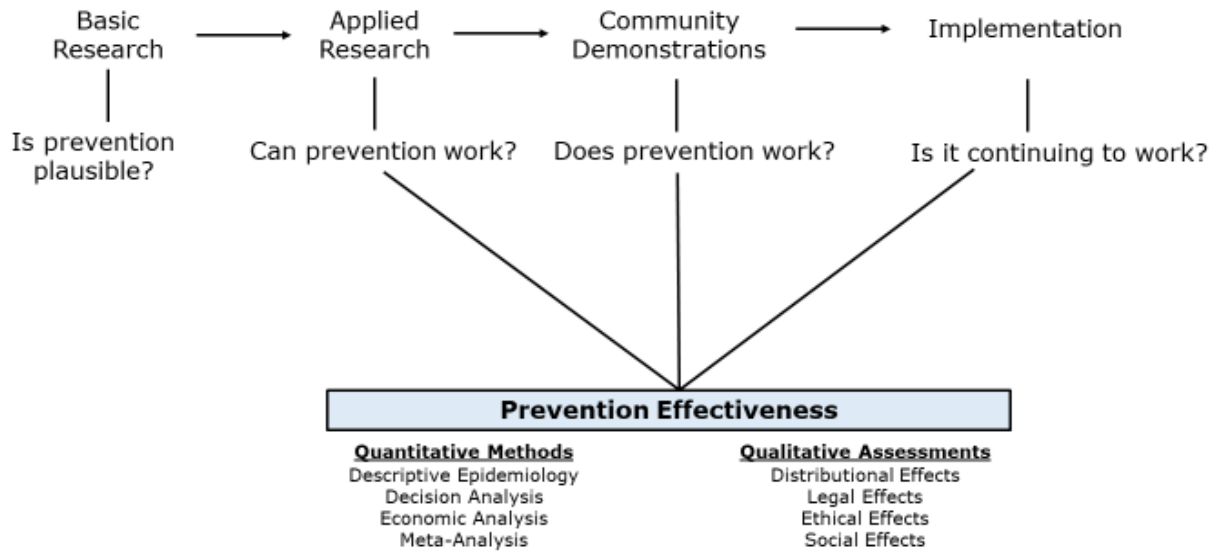 Basic
Research
Applied
Research
Community
Demonstrations
Implementation
Is prevention
plausible?
Can prevention work?
Does prevention work?
Is it continuing to work?
Prevention Effectiveness
Quantitative Methods
Descriptive Epidemiology
Decision Analysis
Economic Analysis
Meta-Analysis
Qualitative Assessments
Distributional Effects
Legal Effects
Ethical Effects
Social Effects